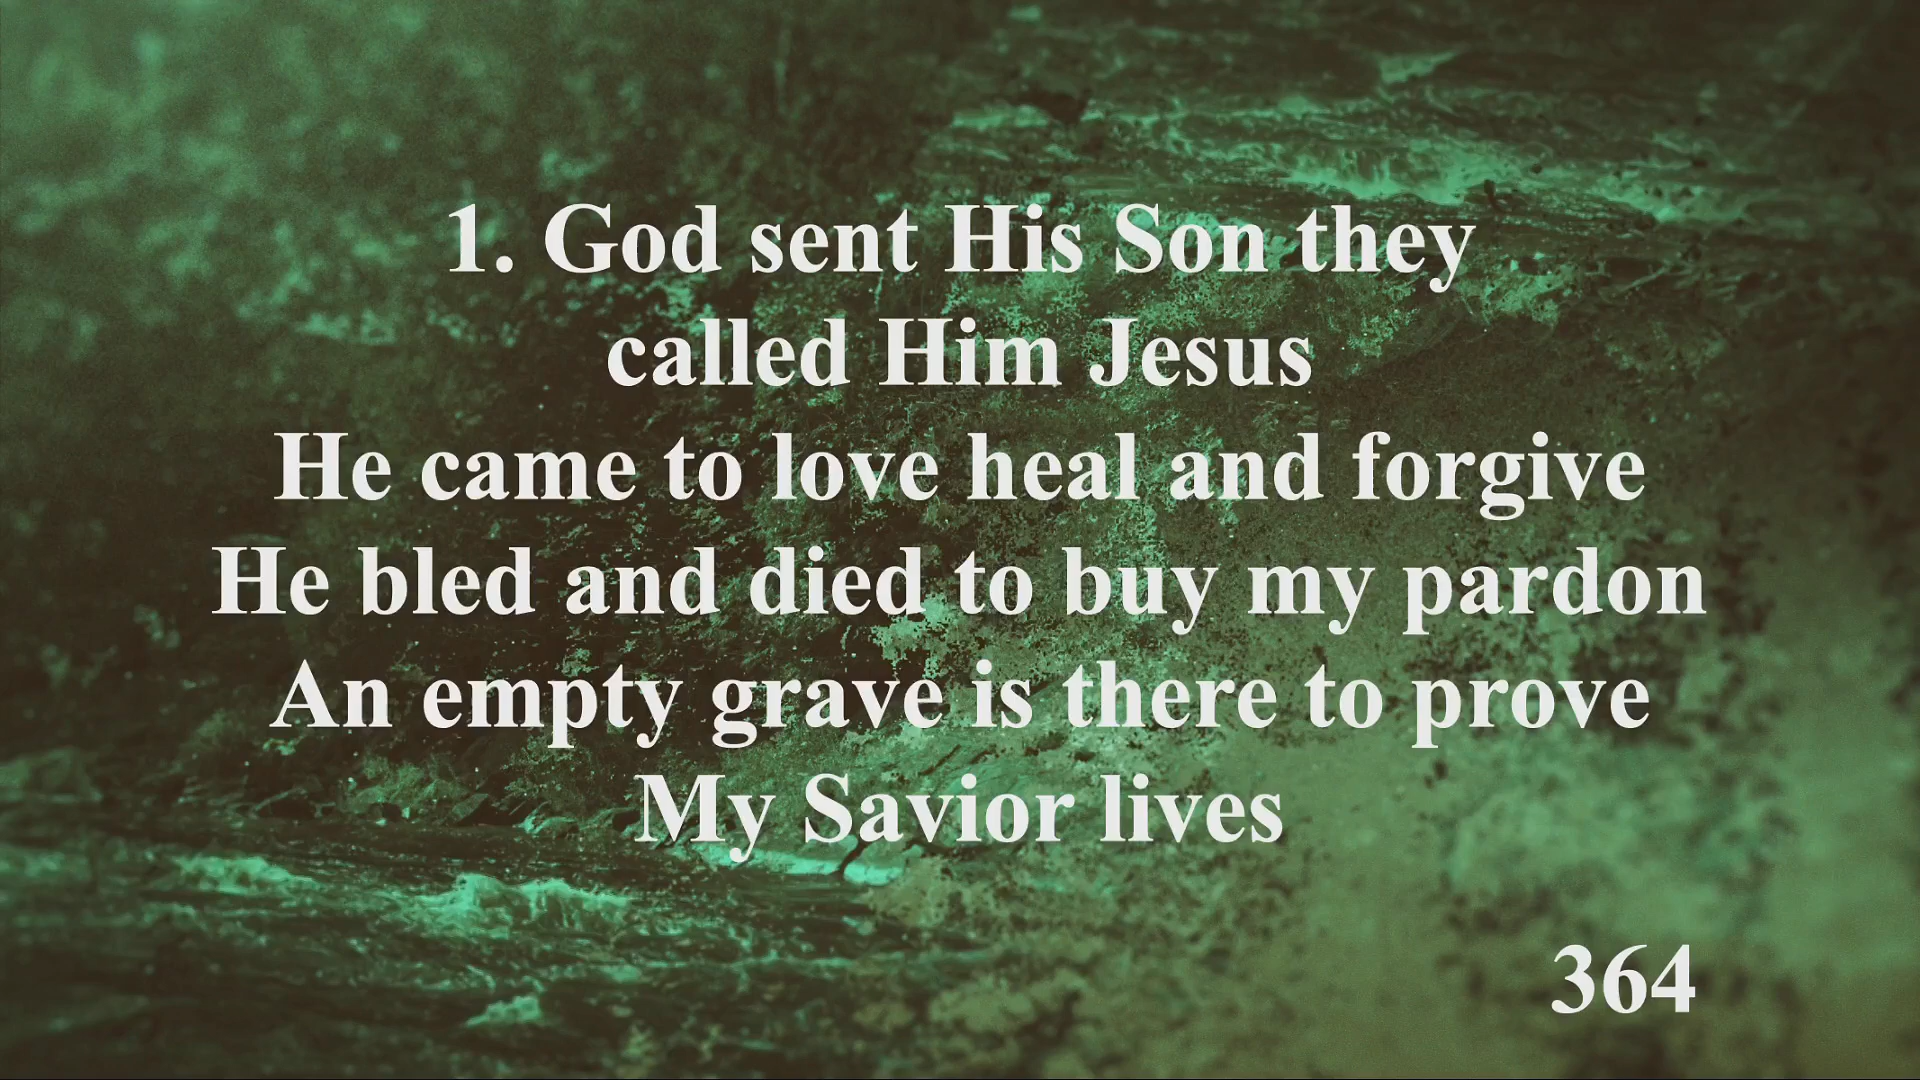 1. God sent His Son they
called Him Jesus
He came to love heal and forgive
He bled and died to buy my pardon
An empty grave is there to prove
My Savior lives
364